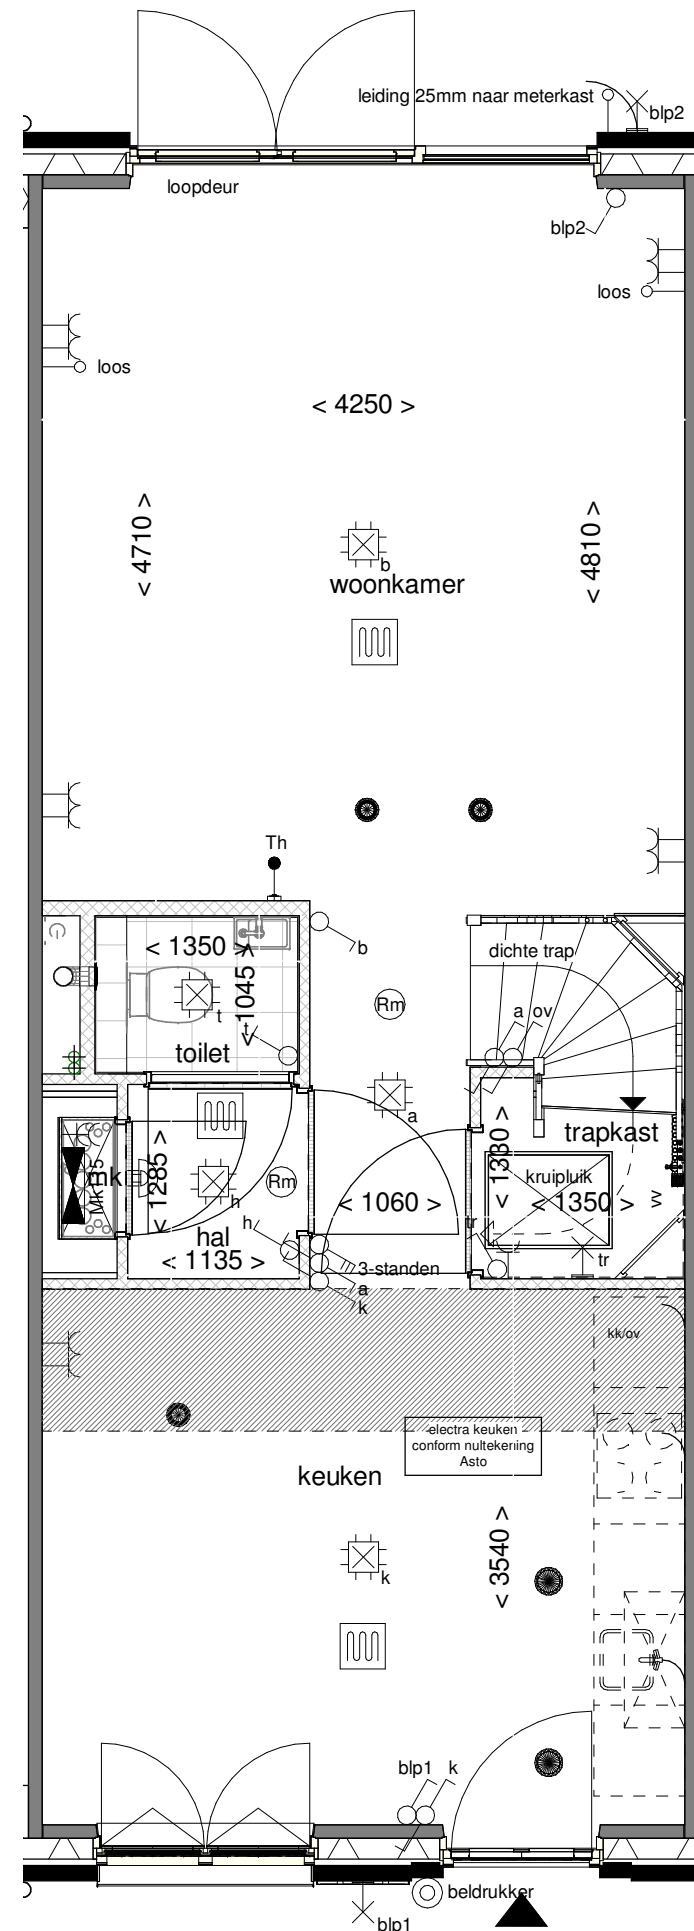 leiding 25mm naar meterkast
blp2
loopdeur
blp2
loos
loos
< 4250 >
< 4710 >
< 4810 >
b
woonkamer
Th
b
dichte trap
< 1350 >
< 1045 >
t
t
toilet
Rm
a ov
a
trapkast
< 1330 >
kruipluik
< 1350 >
vv
mk
< 1285 >
h
Rm
h
hal
< 1135 >
< 1060 >
tr
tr
3-standen
a
k
kk/ov
electra keuken
conform nultekening
Asto
keuken
< 3540 >
k
blp1 k
beldrukker
blp1